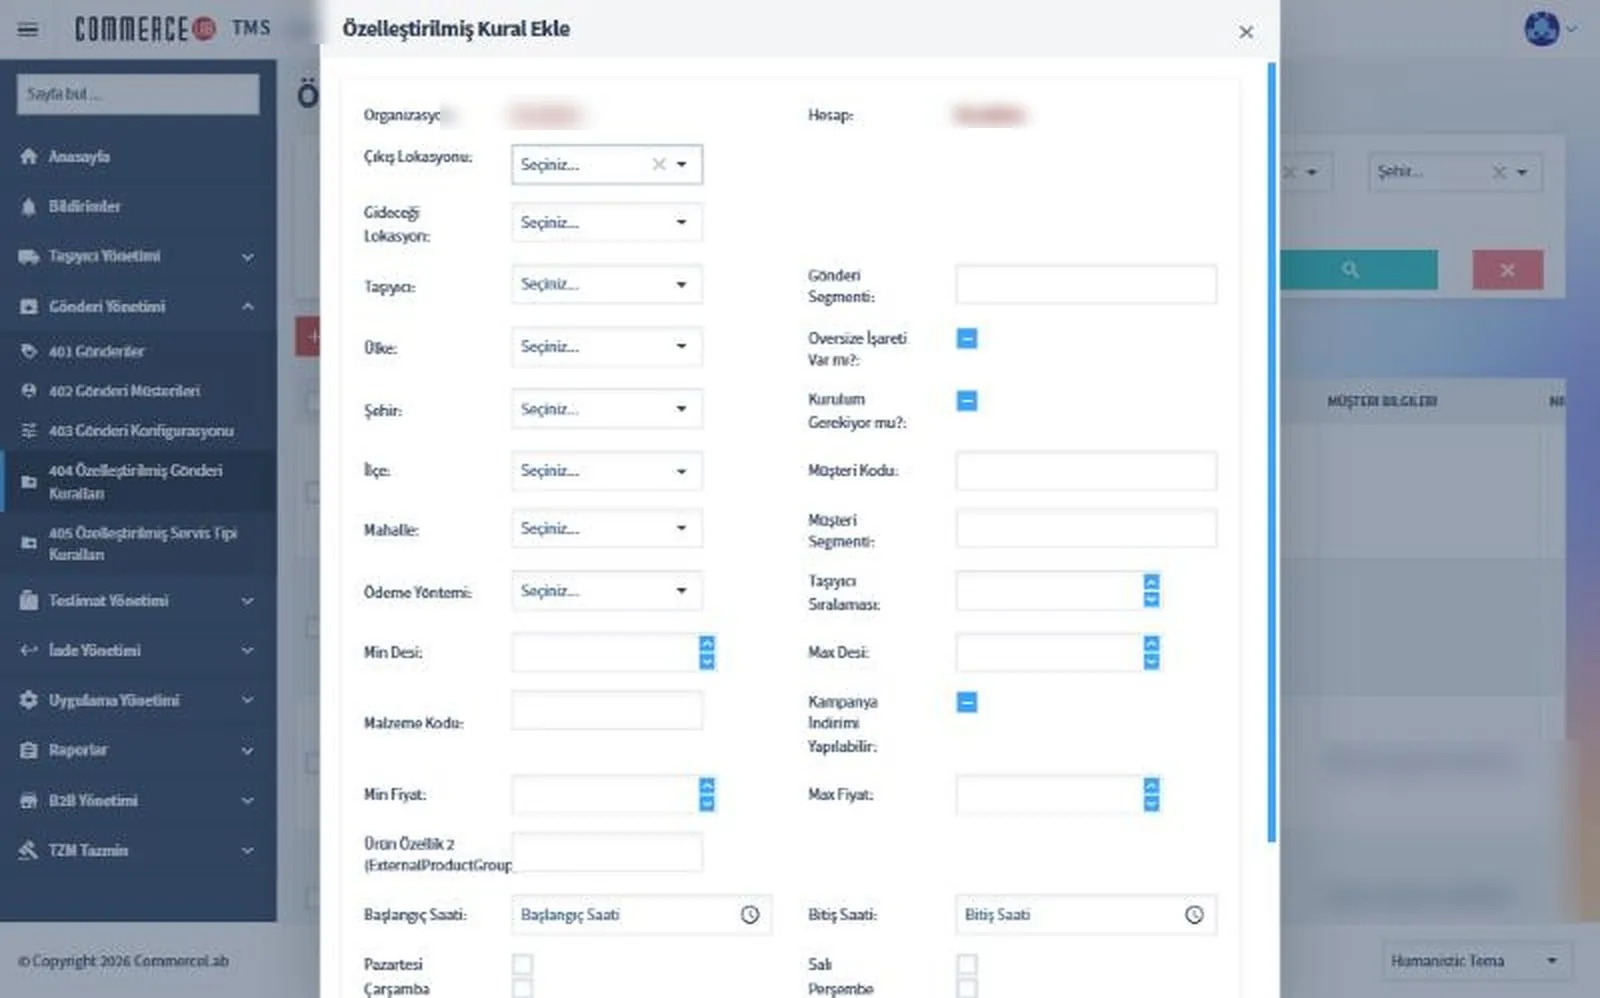 COMMERCE LAB TMS
Özelleştirilmiş Kural Ekle
Sayfa bul ...
Ö
Anasayfa
Bildirimler
Taşıyıcı Yönetimi
Gönderi Yönetimi
401 Gönderiler
402 Gönderi Müşterileri
403 Gönderi Konfigurasyonu
404 Özelleştirilmiş Gönderi
Kuralları
405 Özelleştirilmiş Servis Tipi
Kuralları
Teslimat Yönetimi
İade Yönetimi
Uygulama Yönetimi
Raporlar
B2B Yönetimi
TZM Tazmin
Organizasyo
Hesap:
Çıkış Lokasyonu:
Seçiniz...
Gideceği
Lokasyon:
Seçiniz...
Taşıyıcı:
Seçiniz...
Gönderi
Segmenti:
Ülke:
Seçiniz...
Oversize İşareti
Var mı?:
Şehir:
Seçiniz...
Kurulum
Gerekiyor mu?:
İlçe:
Seçiniz...
Müşteri Kodu:
Mahalle:
Seçiniz...
Müşteri
Segmenti:
Ödeme Yöntemi:
Seçiniz...
Taşıyıcı
Sıralaması:
Min Desi:
Max Desi:
Malzeme Kodu:
Kampanya
İndirimi
Yapılabilir:
Min Fiyat:
Max Fiyat:
Ürün Özellik 2
(ExternalProductGroup
Başlangıç Saati:
Başlangıç Saati
Bitiş Saati:
Bitiş Saati
Pazartesi
Salı
Çarşamba
Perşembe
Şehir...
MÜŞTERİ BİLGİLERİ
© Copyright 2026 CommerceLab
Humanistic Tema